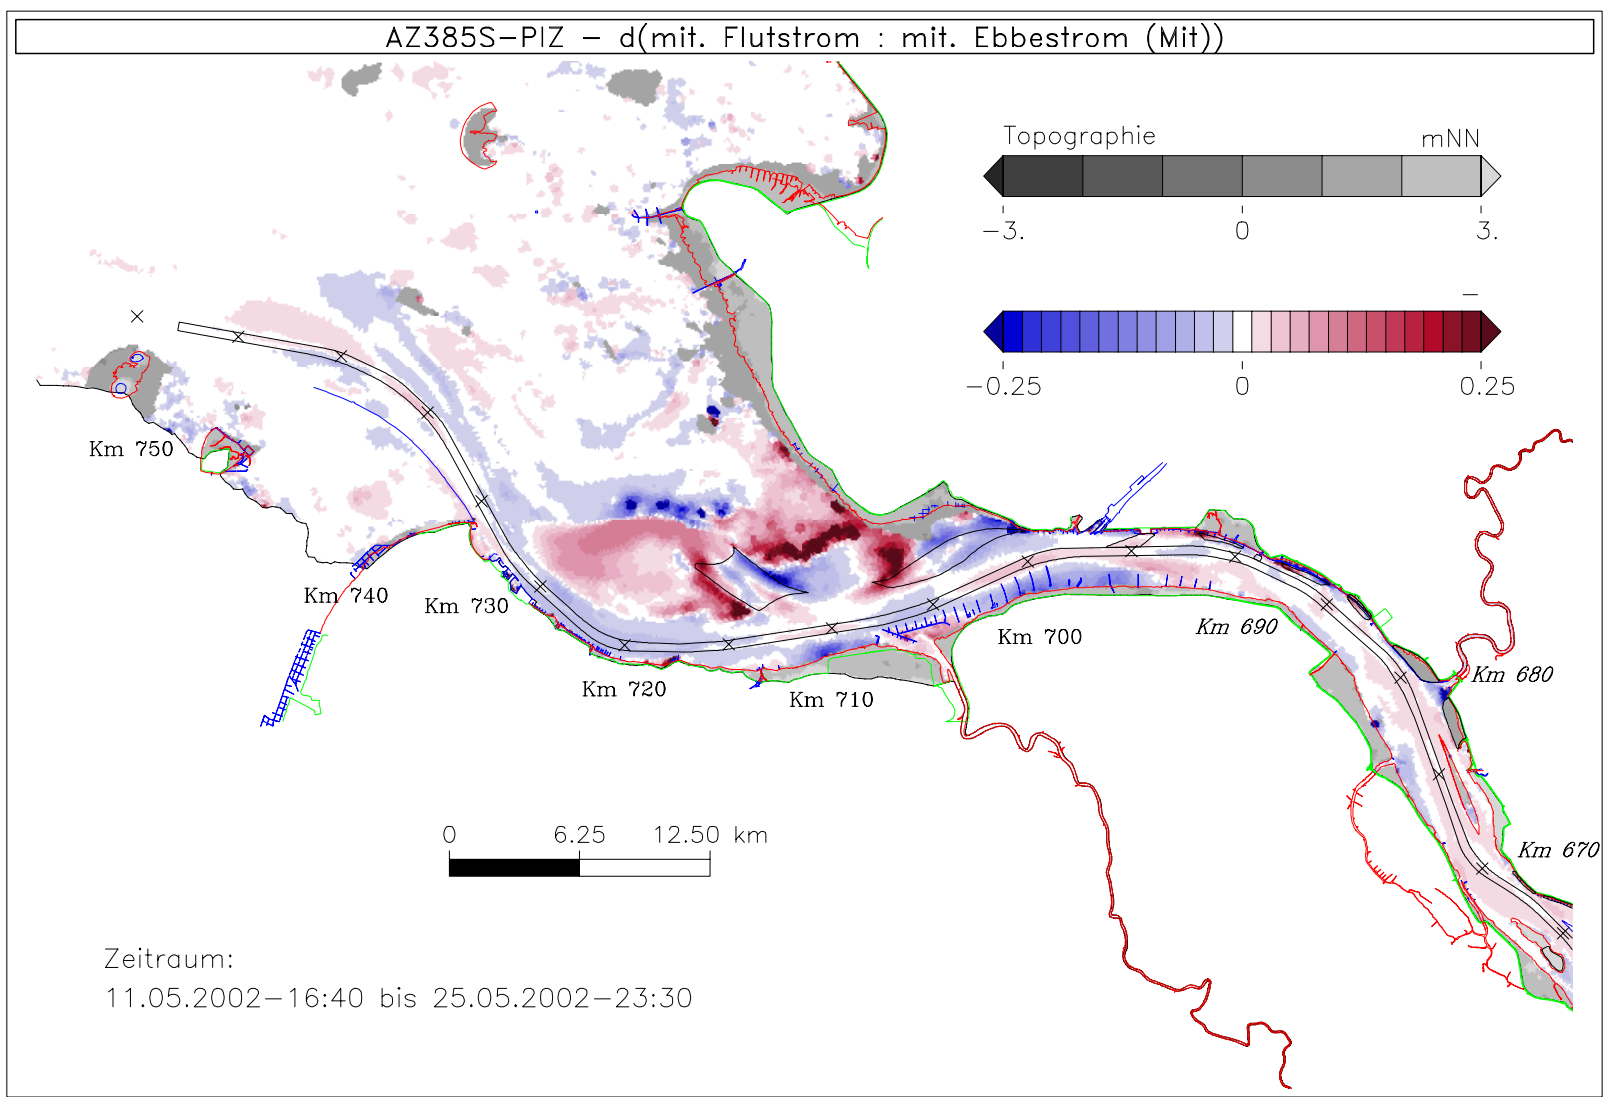 AZ385S-PIZ - d(mit. Flutstrom : mit. Ebbestrom (Mit))
Topographie mNN
-3. 0 3.
-
-0.25 0 0.25
Km 750
Km 740
Km 730
Km 720
Km 710
Km 700
Km 690
Km 680
Km 670
0 6.25 12.50 km
Zeitraum:
11.05.2002-16:40 bis 25.05.2002-23:30